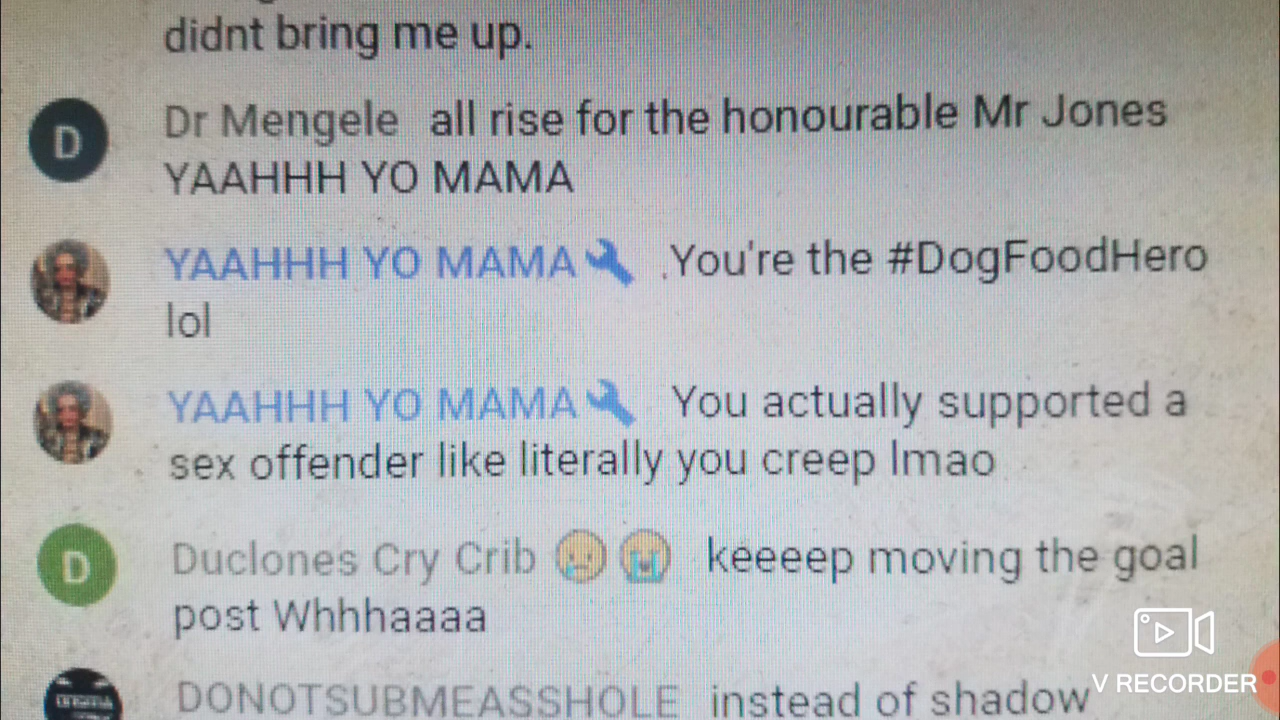 didnt bring me up.
D
Dr Mengele all rise for the honourable Mr Jones
YAAHHH YO MAMA
YAAHHH YO MAMA .You're the #DogFoodHero
lol
YAAHHH YO MAMA You actually supported a
sex offender like literally you creep lmao
D
Duclones Cry Crib keeeep moving the goal
post Whhhaaaa
DONOTSUBMEASSHOLE instead of shadow
V RECORDER